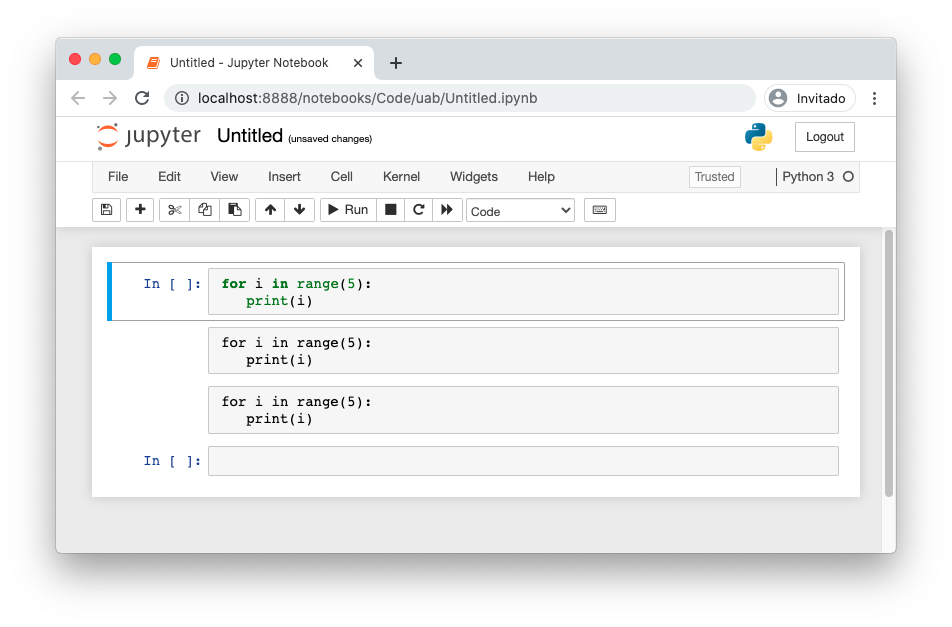 Untitled - Jupyter Notebook
localhost:8888/notebooks/Code/uab/Untitled.ipynb Invitado
jupyter Untitled (unsaved changes) Logout
File Edit View Insert Cell Kernel Widgets Help Trusted Python 3
Run Code
In [ ]: for i in range(5):
print(i)
for i in range(5):
print(i)
for i in range(5):
print(i)
In [ ]: